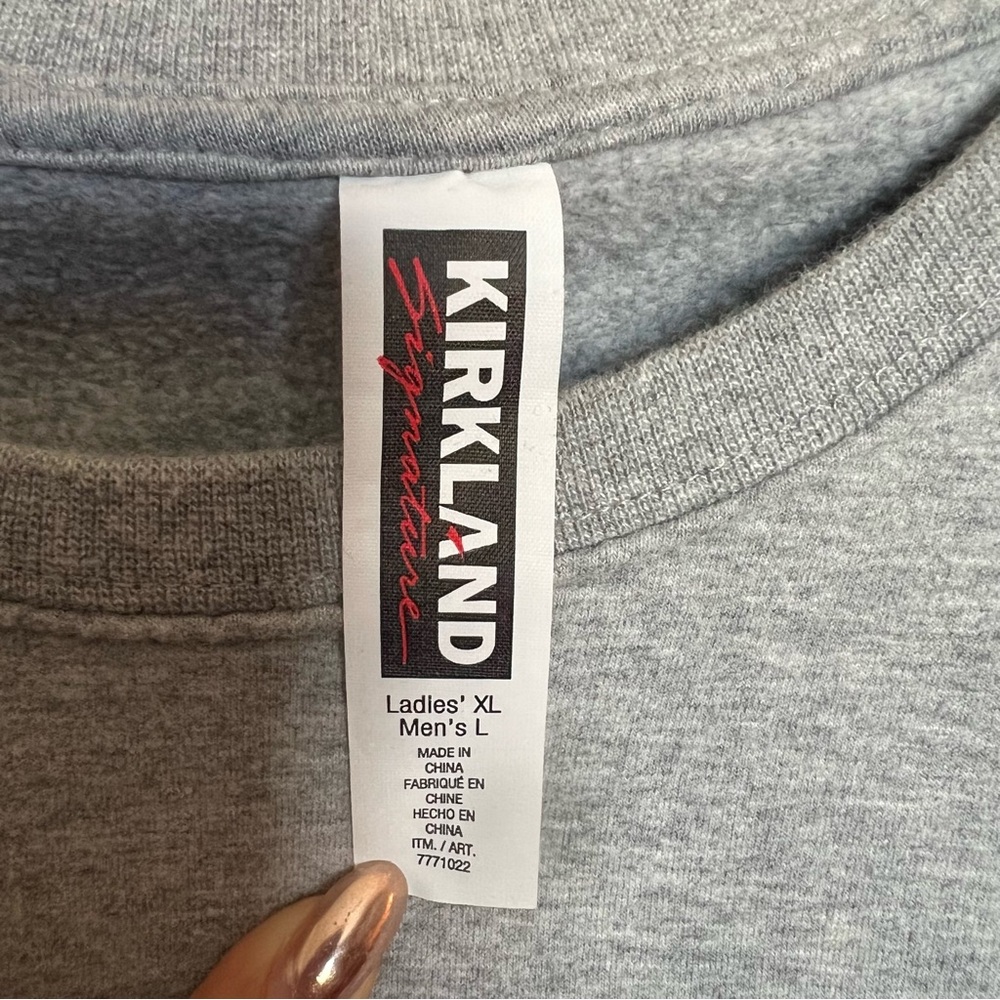 KIRKLAND
Signature
Ladies' XL
Men's L
MADE IN
CHINA
FABRIQUÉ EN
CHINE
HECHO EN
CHINA
ITM. / ART.
7771022